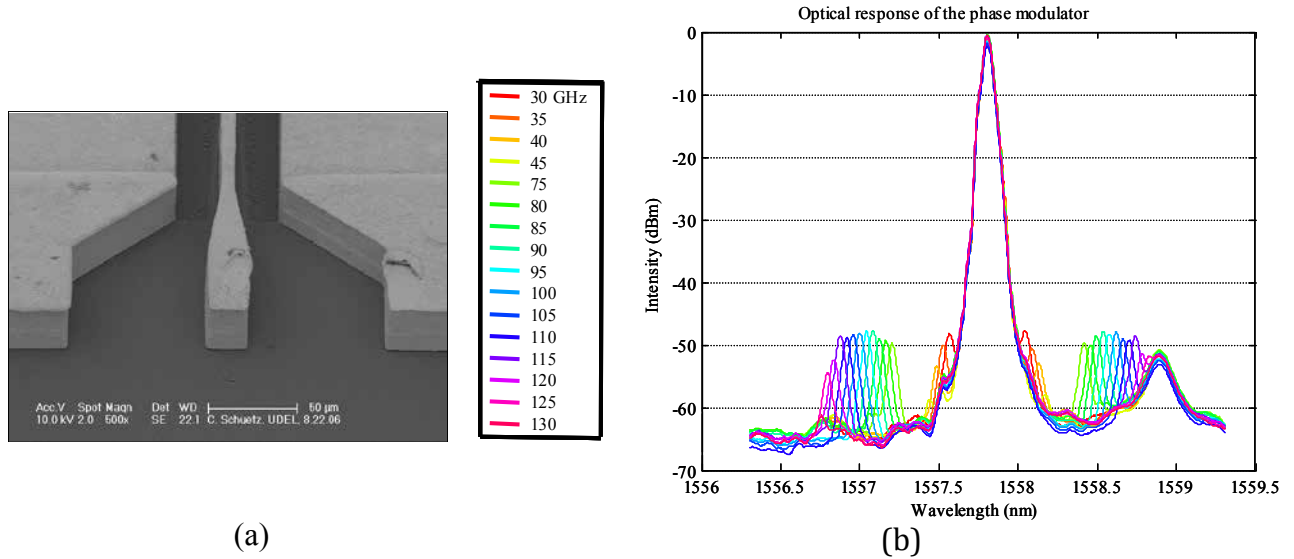 Optical response of the phase modulator
30 GHz
35
40
45
75
80
85
90
95
100
105
110
115
120
125
130
Acc.V Spot Magn Det WD 50 µm
10.0 kV 2.0 500x SE 22.1 C. Schuetz, UDEL, 8.22.06
(a)
Intensity (dBm)
0
-10
-20
-30
-40
-50
-60
-70
1556 1556.5 1557 1557.5 1558 1558.5 1559 1559.5
Wavelength (nm)
(b)